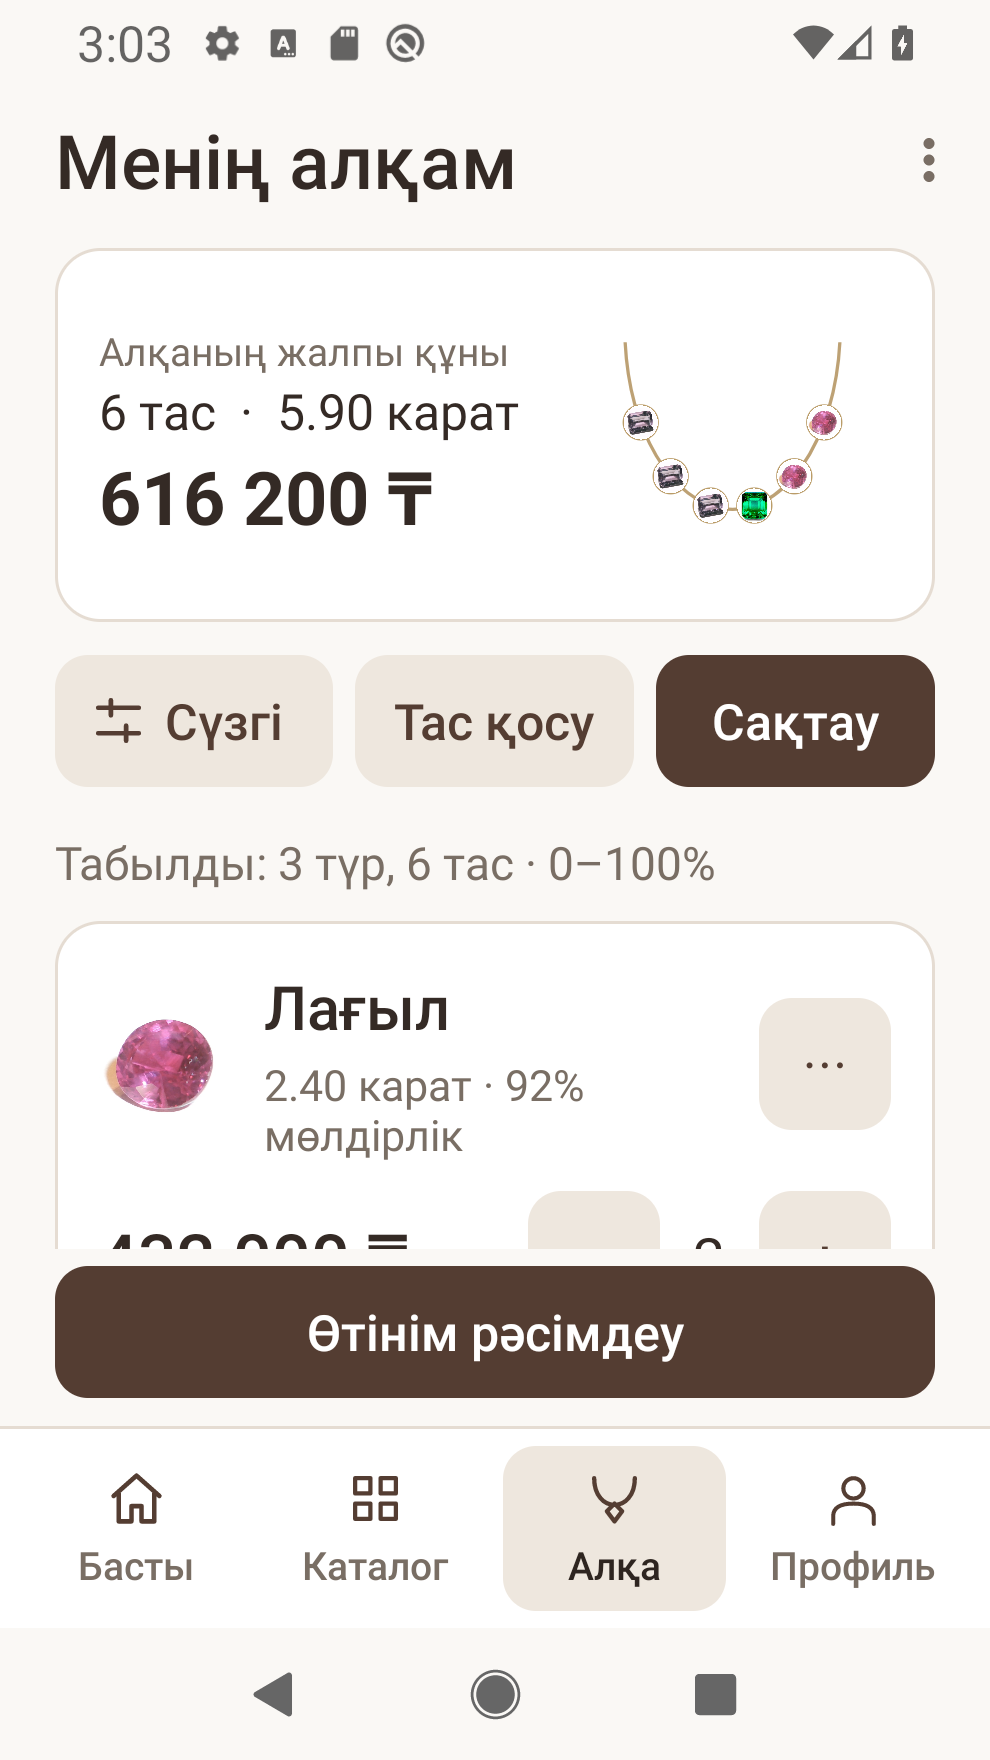 3:03
Менің алқам
Алқаның жалпы құны
6 тас · 5.90 карат
616 200 ₸
Сүзгі
Тас қосу
Сақтау
Табылды: 3 түр, 6 тас · 0–100%
Лағыл
2.40 карат · 92%
мөлдірлік
...
Өтінім рәсімдеу
Басты
Каталог
Алқа
Профиль